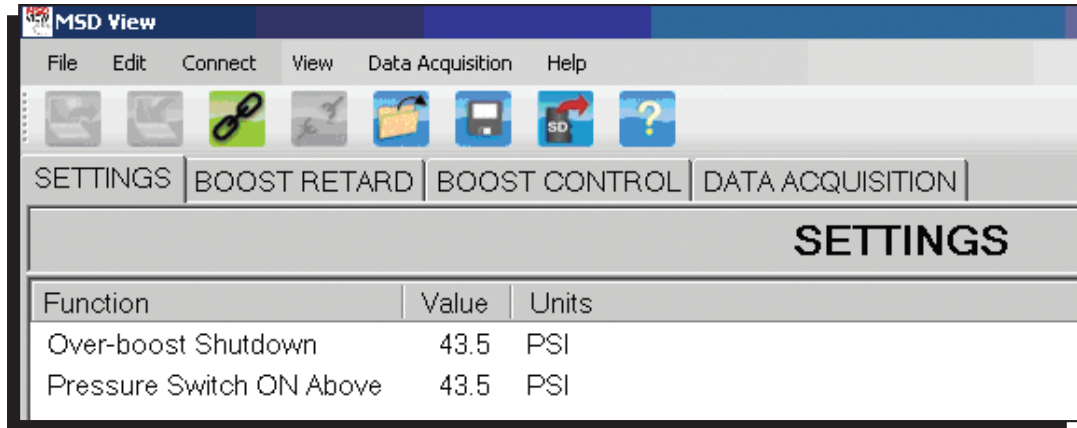 MSD View
File Edit Connect View Data Acquisition Help
SD
SETTINGS BOOST RETARD BOOST CONTROL DATA ACQUISITION
SETTINGS
Function Value Units
Over-boost Shutdown 43.5 PSI
Pressure Switch ON Above 43.5 PSI